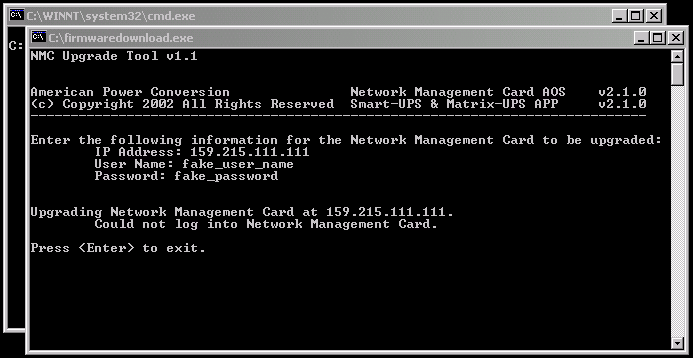 C:\WINNT\system32\cmd.exe
C:
C:\firmwaredownload.exe
NMC Upgrade Tool v1.1
American Power Conversion Network Management Card AOS v2.1.0
(c) Copyright 2002 All Rights Reserved Smart-UPS & Matrix-UPS APP v2.1.0
--------------------------------------------------------------------------------
Enter the following information for the Network Management Card to be upgraded:
IP Address: 159.215.111.111
User Name: fake_user_name
Password: fake_password
Upgrading Network Management Card at 159.215.111.111.
Could not log into Network Management Card.
Press <Enter> to exit.